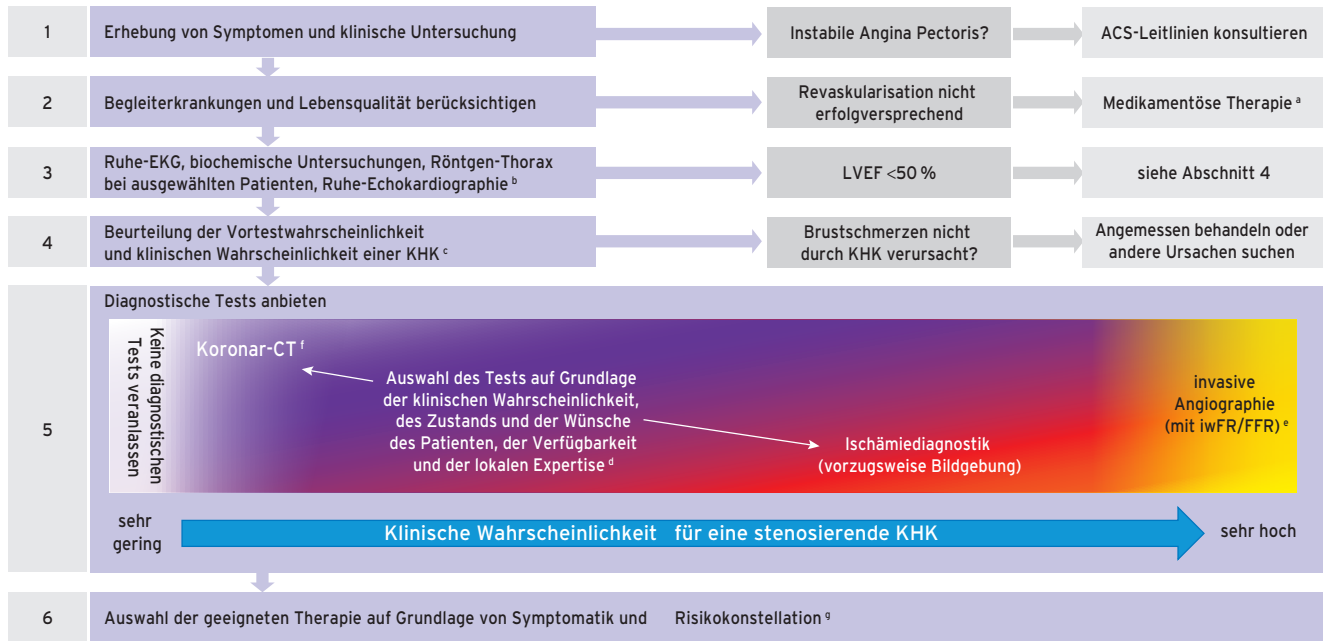 1
Erhebung von Symptomen und klinische Untersuchung
Instabile Angina Pectoris?
ACS-Leitlinien konsultieren
2
Begleiterkrankungen und Lebensqualität berücksichtigen
Revaskularisation nicht
erfolgversprechend
Medikamentöse Therapie a
3
Ruhe-EKG, biochemische Untersuchungen, Röntgen-Thorax
bei ausgewählten Patienten, Ruhe-Echokardiographie b
LVEF <50 %
siehe Abschnitt 4
4
Beurteilung der Vortestwahrscheinlichkeit
und klinischen Wahrscheinlichkeit einer KHK c
Brustschmerzen nicht
durch KHK verursacht?
Angemessen behandeln oder
andere Ursachen suchen
5
Diagnostische Tests anbieten
Keine diagnostischen
Tests veranlassen
Koronar-CT f
Auswahl des Tests auf Grundlage
der klinischen Wahrscheinlichkeit,
des Zustands und der Wünsche
des Patienten, der Verfügbarkeit
und der lokalen Expertise d
Ischämiediagnostik
(vorzugsweise Bildgebung)
invasive
Angiographie
(mit iwFR/FFR) e
sehr
gering
Klinische Wahrscheinlichkeit für eine stenosierende KHK
sehr hoch
6
Auswahl der geeigneten Therapie auf Grundlage von Symptomatik und Risikokonstellation g